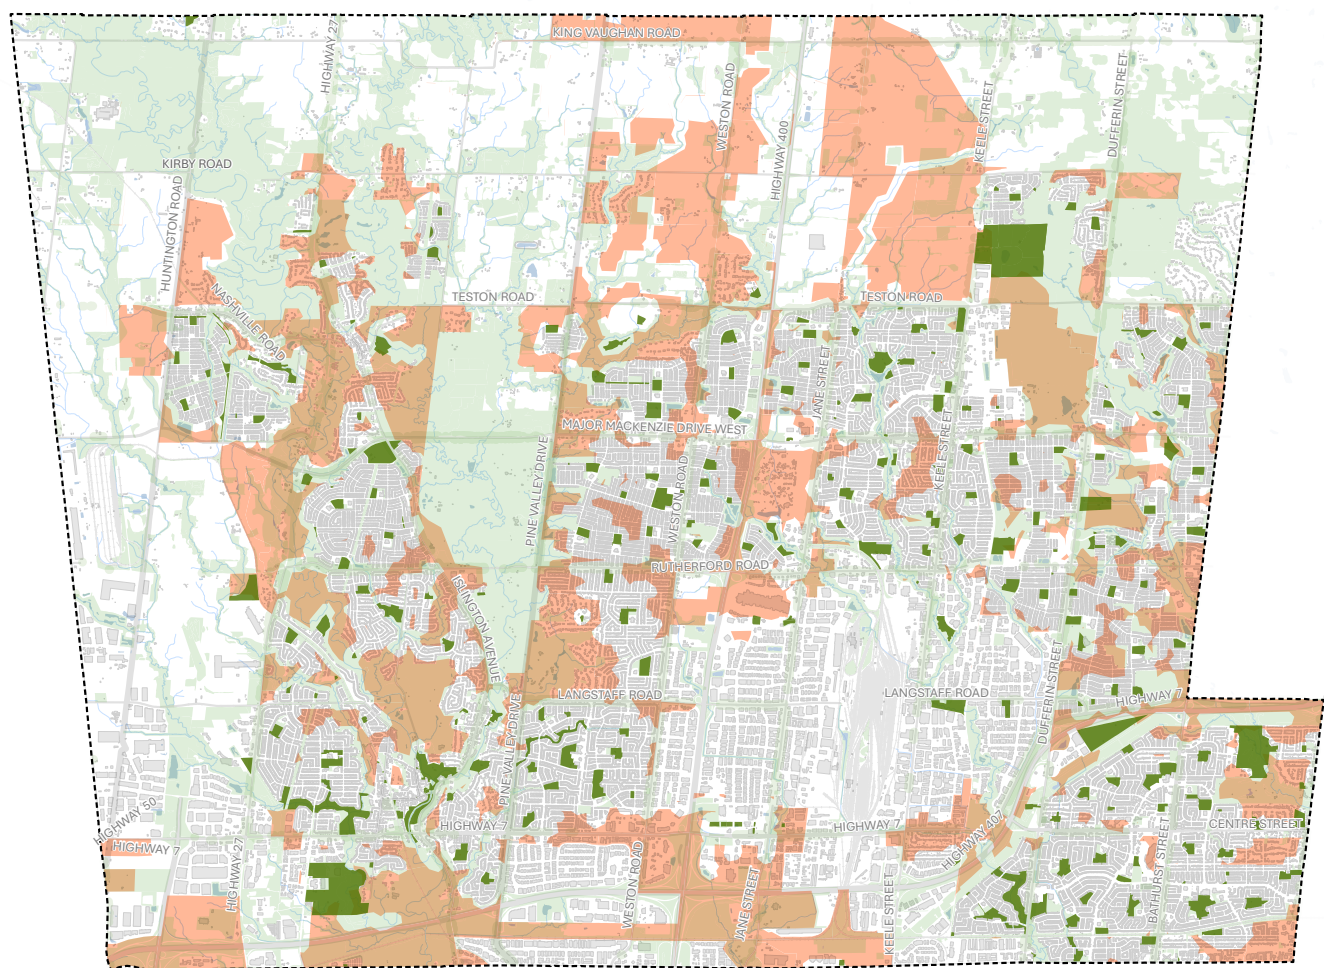 KING VAUGHAN ROAD
HIGHWAY 27
WESTON ROAD
HIGHWAY 400
KEELE STREET
DUFFERIN STREET
KIRBY ROAD
HUNTINGTON ROAD
NASHVILLE ROAD
TESTON ROAD
TESTON ROAD
JANE STREET
MAJOR MACKENZIE DRIVE WEST
KEELE STREET
PINE VALLEY DRIVE
WESTON ROAD
RUTHERFORD ROAD
ISLINGTON AVENUE
DUFFERIN STREET
LANGSTAFF ROAD
LANGSTAFF ROAD
HIGHWAY 7
PINE VALLEY DRIVE
HIGHWAY 50
HIGHWAY 7
HIGHWAY 7
HIGHWAY 7
HIGHWAY 407
CENTRE STREET
HIGHWAY 27
WESTON ROAD
JANE STREET
KEELE STREET
BATHURST STREET